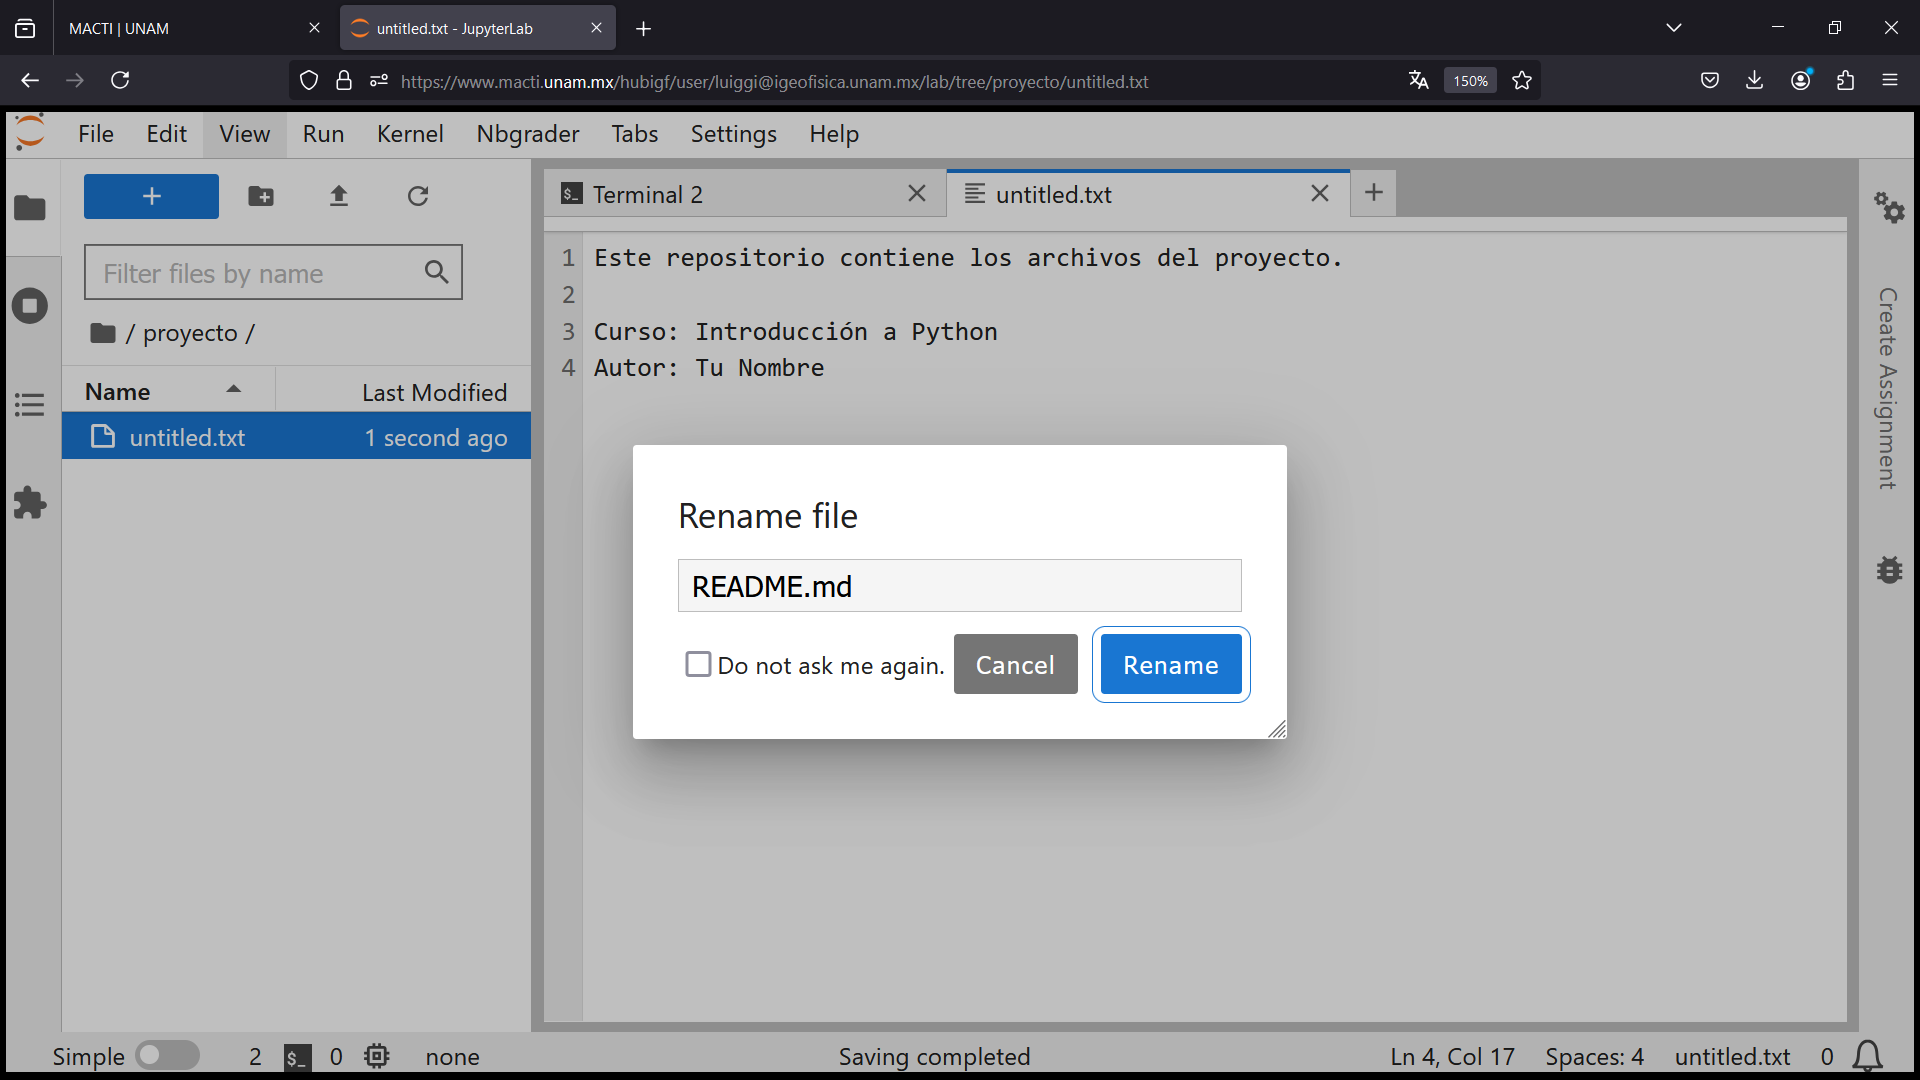 MACTI | UNAM
untitled.txt - JupyterLab
https://www.macti.unam.mx/hubigf/user/luiggi@igeofisica.unam.mx/lab/tree/proyecto/untitled.txt
150%
File Edit View Run Kernel Nbgrader Tabs Settings Help
Filter files by name
/ proyecto /
Name Last Modified
untitled.txt 1 second ago
Terminal 2
untitled.txt
1 Este repositorio contiene los archivos del proyecto.
2
3 Curso: Introducción a Python
4 Autor: Tu Nombre
Rename file
README.md
Do not ask me again. Cancel Rename
Create Assignment
Simple 2 $_ 0 none Saving completed Ln 4, Col 17 Spaces: 4 untitled.txt 0